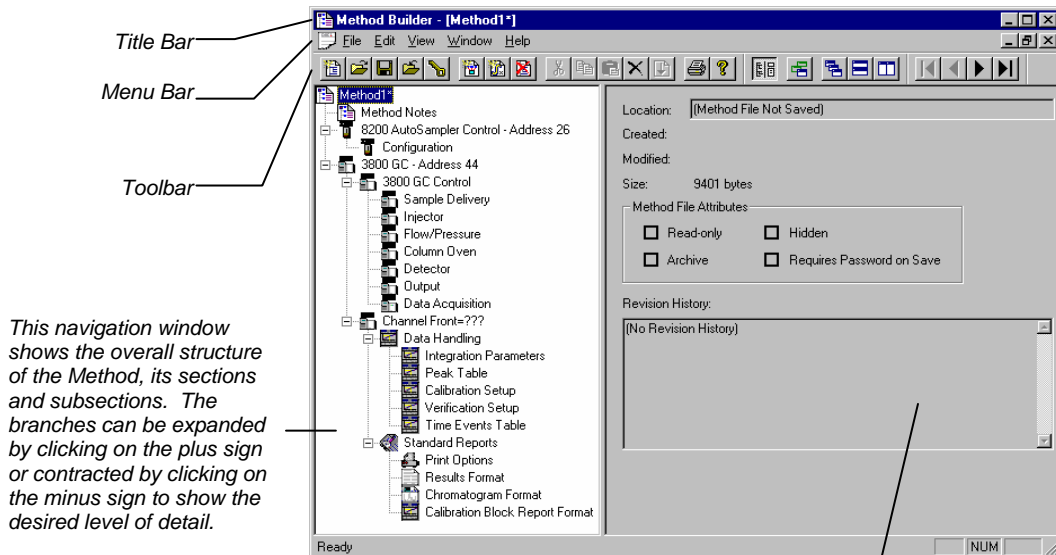 Title Bar
Menu Bar
Toolbar
This navigation window
shows the overall structure
of the Method, its sections
and subsections. The
branches can be expanded
by clicking on the plus sign
or contracted by clicking on
the minus sign to show the
desired level of detail.
Method Builder - [Method1*]
File Edit View Window Help
Method1*
Method Notes
8200 AutoSampler Control - Address 26
Configuration
3800 GC - Address 44
3800 GC Control
Sample Delivery
Injector
Flow/Pressure
Column Oven
Detector
Output
Data Acquisition
Channel Front=???
Data Handling
Integration Parameters
Peak Table
Calibration Setup
Verification Setup
Time Events Table
Standard Reports
Print Options
Results Format
Chromatogram Format
Calibration Block Report Format
Location: (Method File Not Saved)
Created:
Modified:
Size: 9401 bytes
Method File Attributes
Read-only Hidden
Archive Requires Password on Save
Revision History:
(No Revision History)
Ready NUM